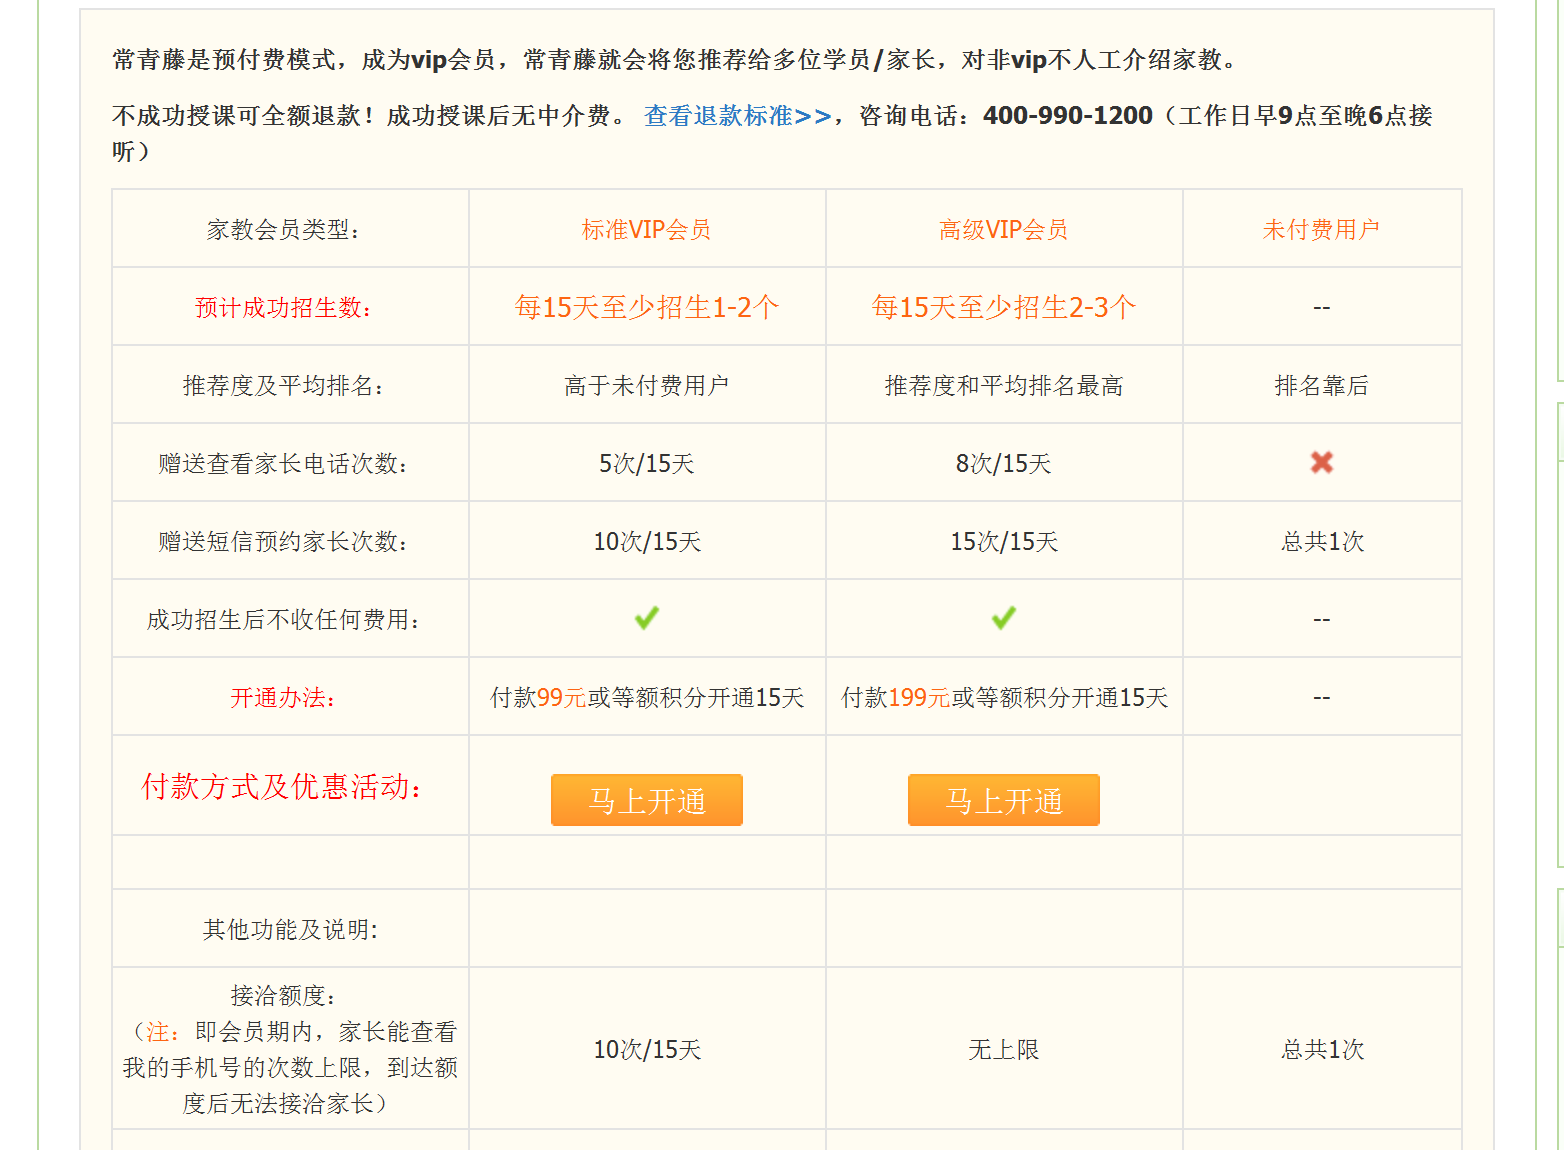 常青藤是预付费模式，成为vip会员，常青藤就会将您推荐给多位学员/家长，对非vip不人工介绍家教。
不成功授课可全额退款！成功授课后无中介费。 查看退款标准>>，咨询电话：400-990-1200（工作日早9点至晚6点接
听）
家教会员类型： 标准VIP会员 高级VIP会员 未付费用户
预计成功招生数： 每15天至少招生1-2个 每15天至少招生2-3个 --
推荐度及平均排名： 高于未付费用户 推荐度和平均排名最高 排名靠后
赠送查看家长电话次数： 5次/15天 8次/15天
赠送短信预约家长次数： 10次/15天 15次/15天 总共1次
成功招生后不收任何费用： --
开通办法： 付款99元或等额积分开通15天 付款199元或等额积分开通15天 --
付款方式及优惠活动： 马上开通 马上开通
其他功能及说明:
接洽额度：
（注：即会员期内，家长能查看
我的手机号的次数上限，到达额
度后无法接洽家长）
10次/15天 无上限 总共1次